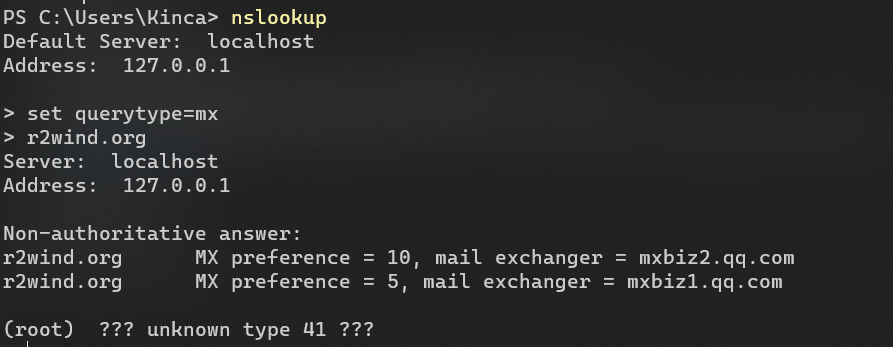 PS C:\Users\Kinca> nslookup
Default Server:  localhost
Address:  127.0.0.1
> set querytype=mx
> r2wind.org
Server:  localhost
Address:  127.0.0.1
Non-authoritative answer:
r2wind.org      MX preference = 10, mail exchanger = mxbiz2.qq.com
r2wind.org      MX preference = 5, mail exchanger = mxbiz1.qq.com
(root)  ??? unknown type 41 ???